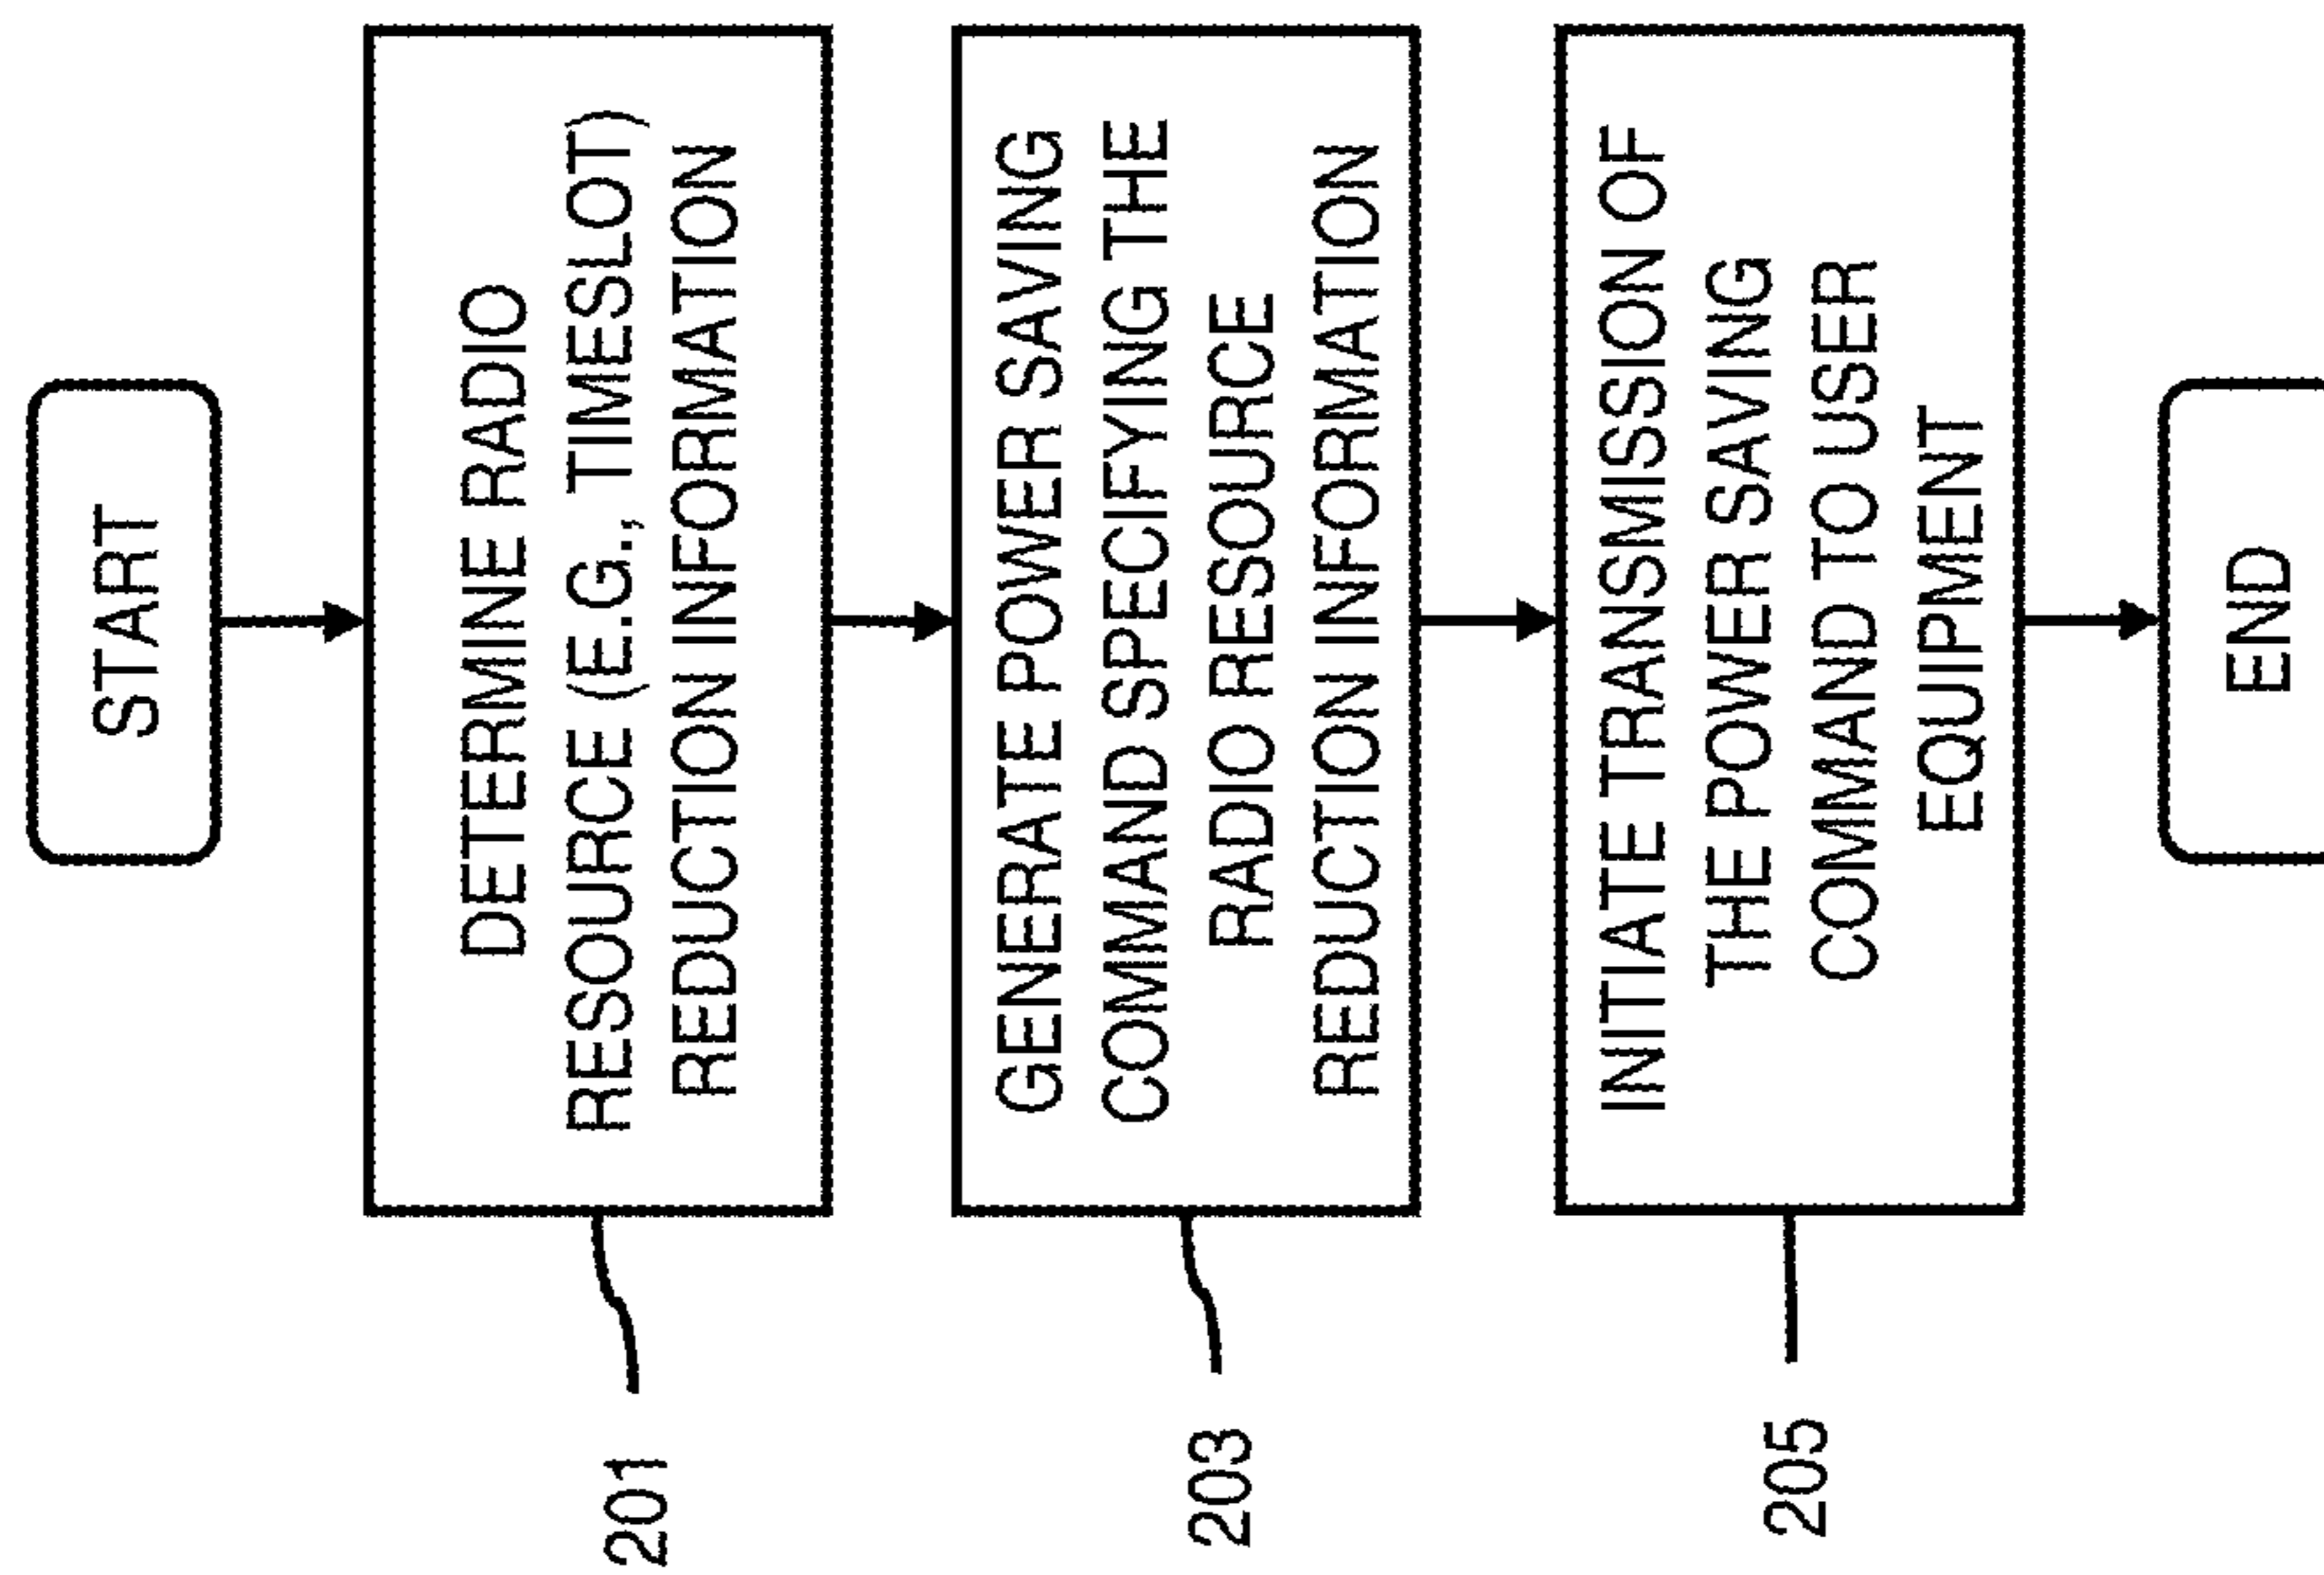 START
DETERMINE RADIO
RESOURCE (E.G., TIMESLOT)
REDUCTION INFORMATION
201
GENERATE POWER SAVING
COMMAND SPECIFYING THE
RADIO RESOURCE
REDUCTION INFORMATION
203
INITIATE TRANSMISSION OF
THE POWER SAVING
COMMAND TO USER
EQUIPMENT
205
END